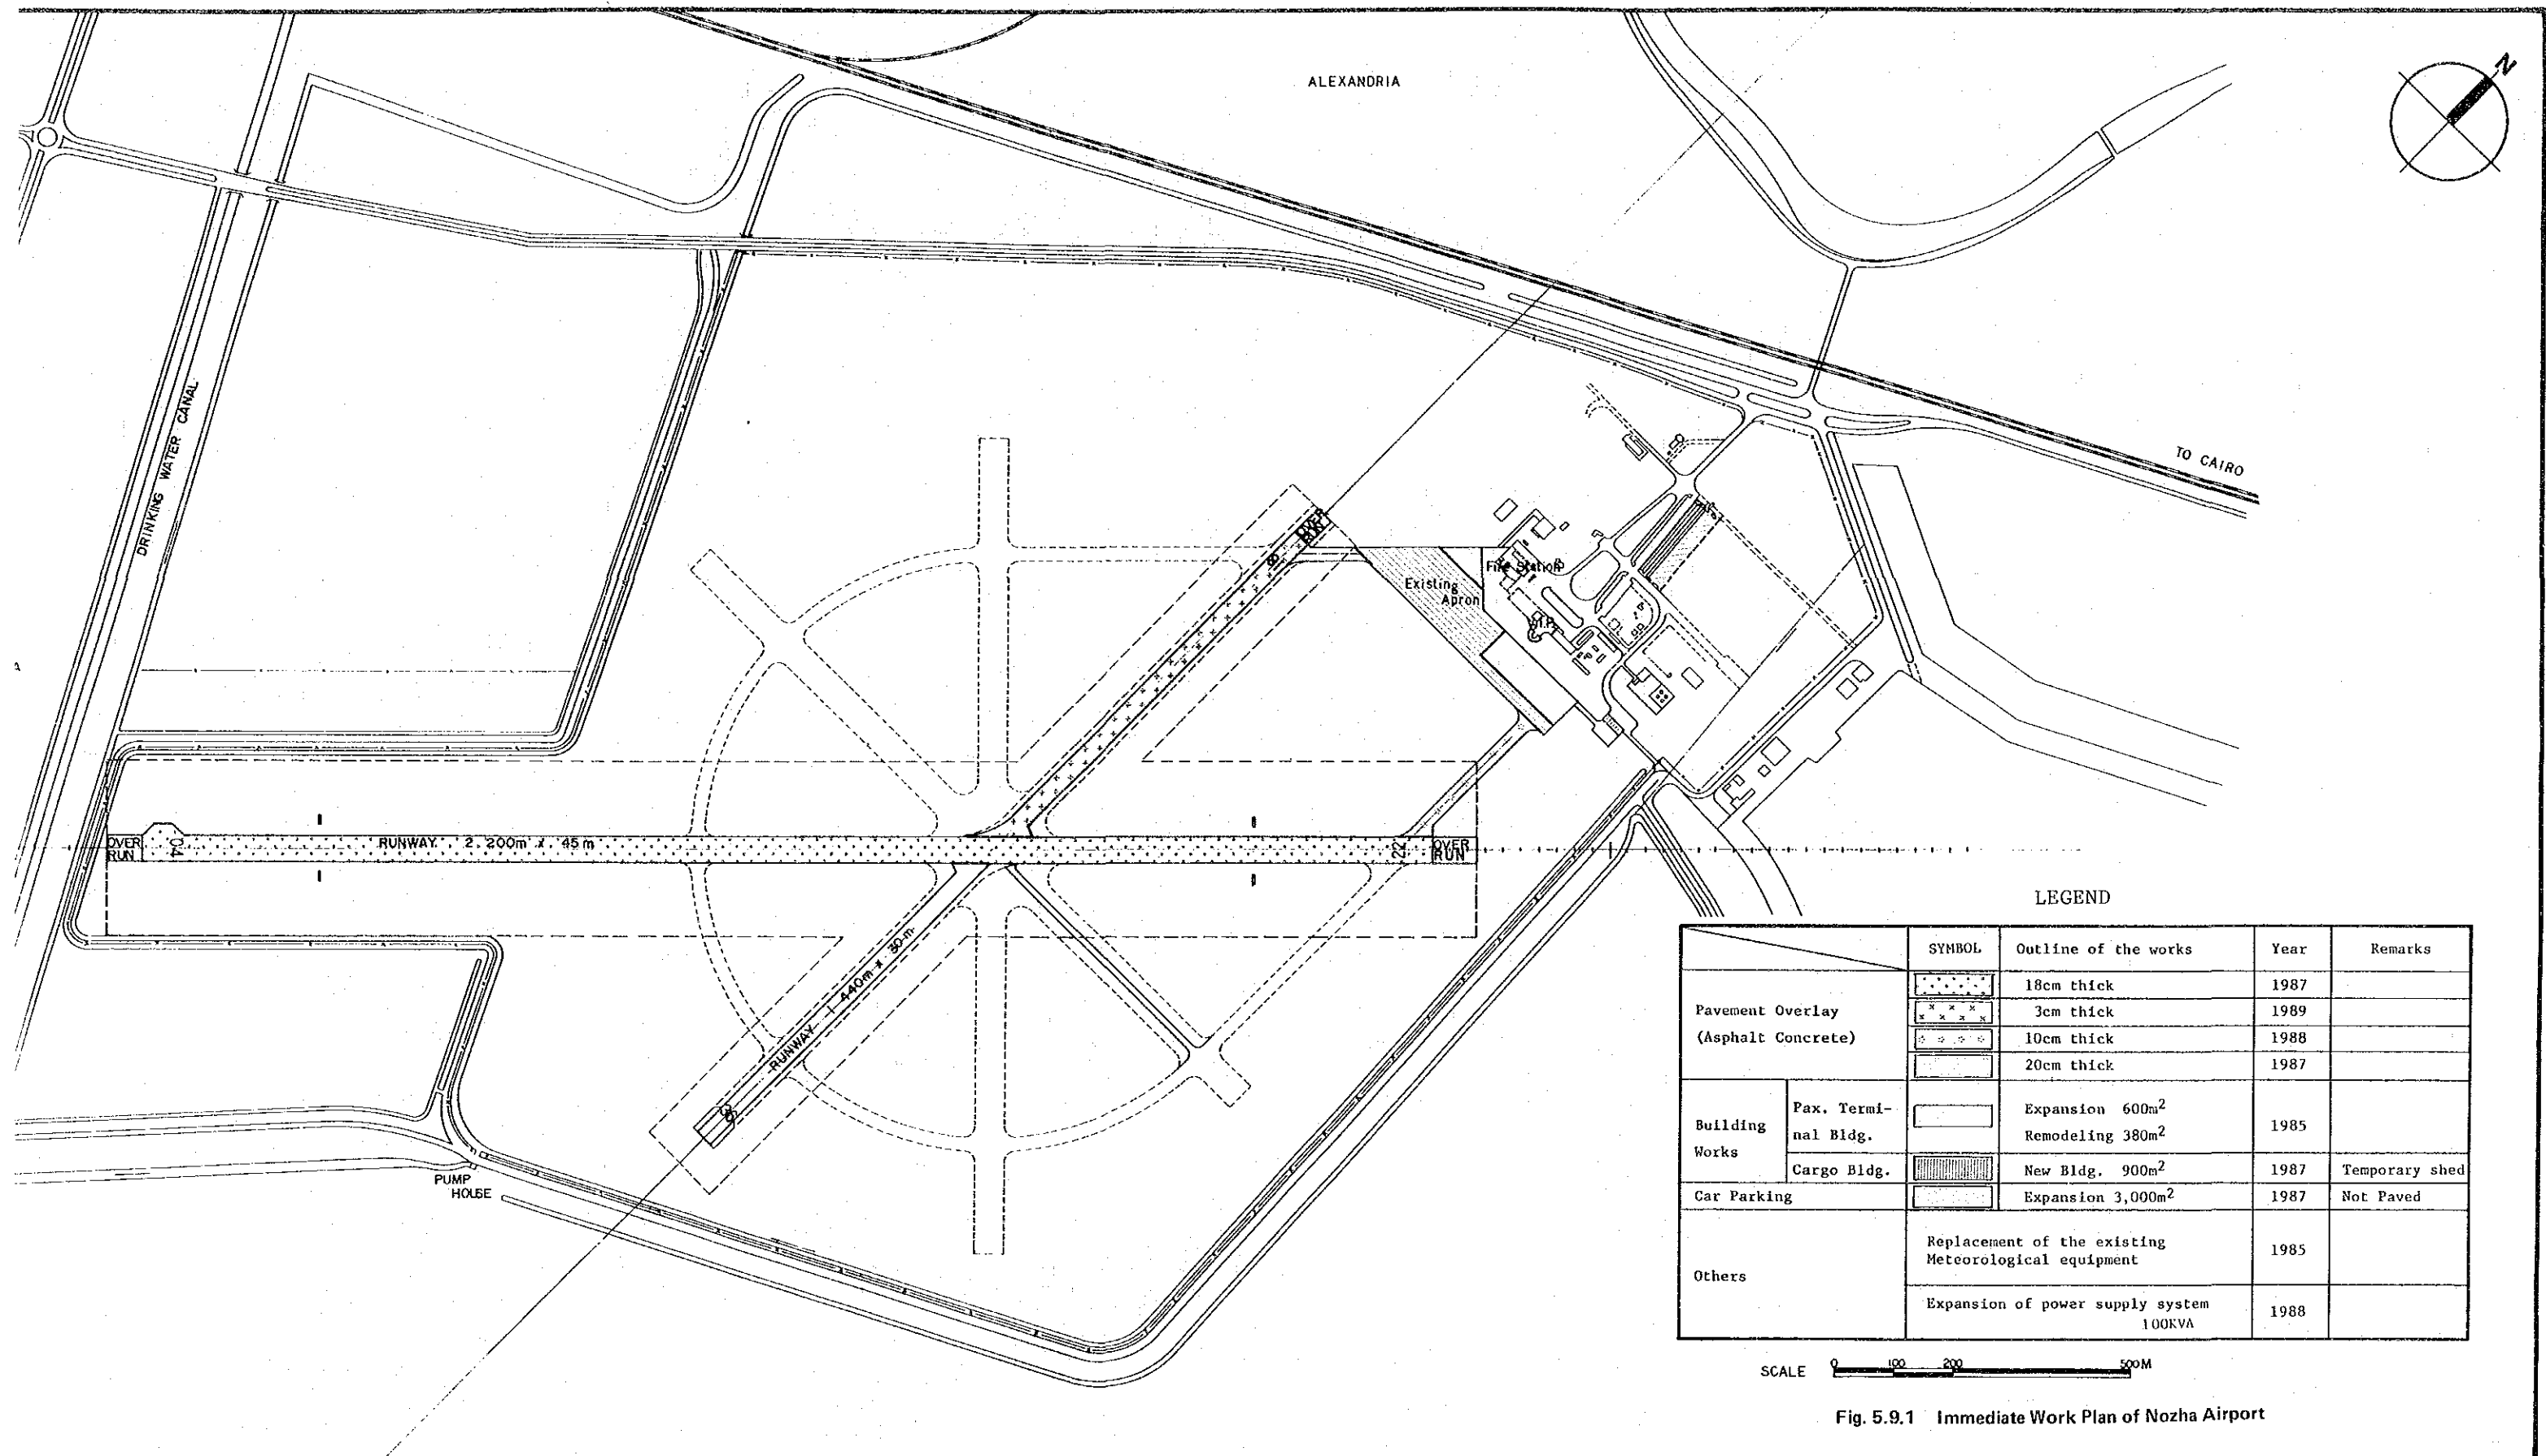 N
ALEXANDRIA
TO CAIRO
DRINKING WATER CANAL
OVER
RUN
Existing
Apron
Fire Station
V.I.P.
OVER
RUN
04
RUNWAY 2 200m x 45m
22
OVER
RUN
RUNWAY 1 440m x 30m
PUMP
HOUSE
LEGEND
SYMBOL Outline of the works Year Remarks
Pavement Overlay
(Asphalt Concrete)
18cm thick 1987
3cm thick 1989
10cm thick 1988
20cm thick 1987
Building
Works
Pax. Termi-
nal Bldg.
Expansion 600m²
Remodeling 380m²
1985
Cargo Bldg. New Bldg. 900m² 1987 Temporary shed
Car Parking Expansion 3,000m² 1987 Not Paved
Others
Replacement of the existing
Meteorological equipment
1985
Expansion of power supply system
100KVA
1988
SCALE 0 100 200 500M
Fig. 5.9.1 Immediate Work Plan of Nozha Airport